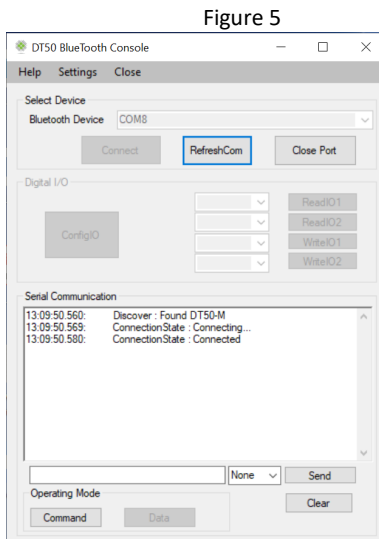 Figure 5
DT50 BlueTooth Console
Help Settings Close
Select Device
Bluetooth Device COM8
Connect RefreshCom Close Port
Digital I/O
ConfigIO
ReadIO1
ReadIO2
WriteIO1
WriteIO2
Serial Communication
13:09:50.560: Discover : Found DT50-M
13:09:50.569: ConnectionState : Connecting...
13:09:50.580: ConnectionState : Connected
None Send
Operating Mode
Clear
Command Data